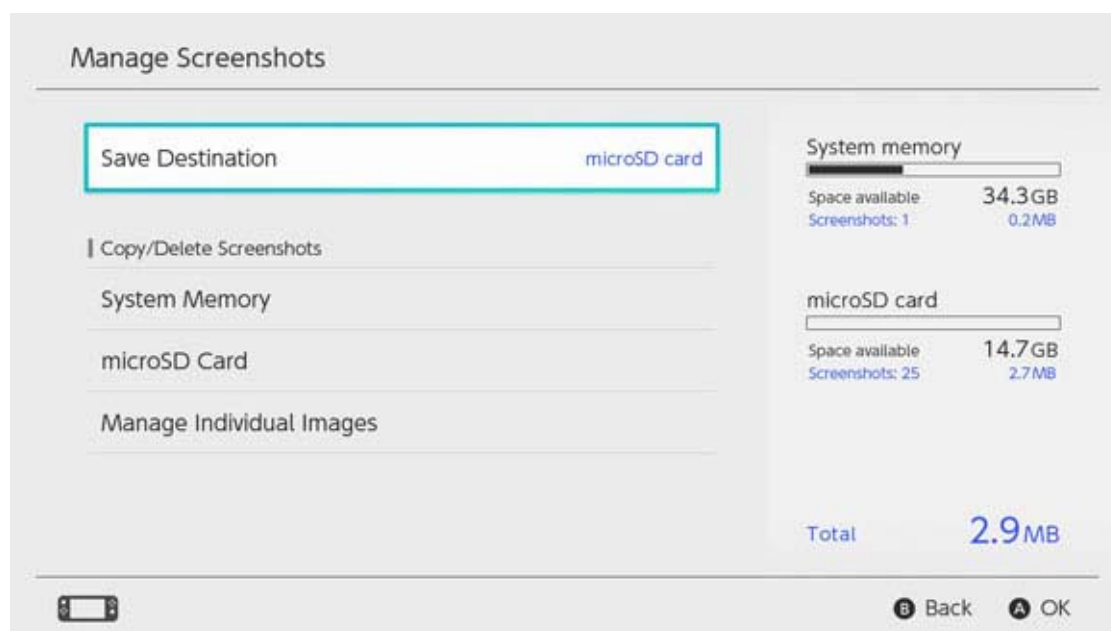 Manage Screenshots
Save Destination microSD card
Copy/Delete Screenshots
System Memory
microSD Card
Manage Individual Images
System memory
Space available 34.3GB
Screenshots: 1 0.2MB
microSD card
Space available 14.7GB
Screenshots: 25 2.7MB
Total 2.9MB
B Back A OK